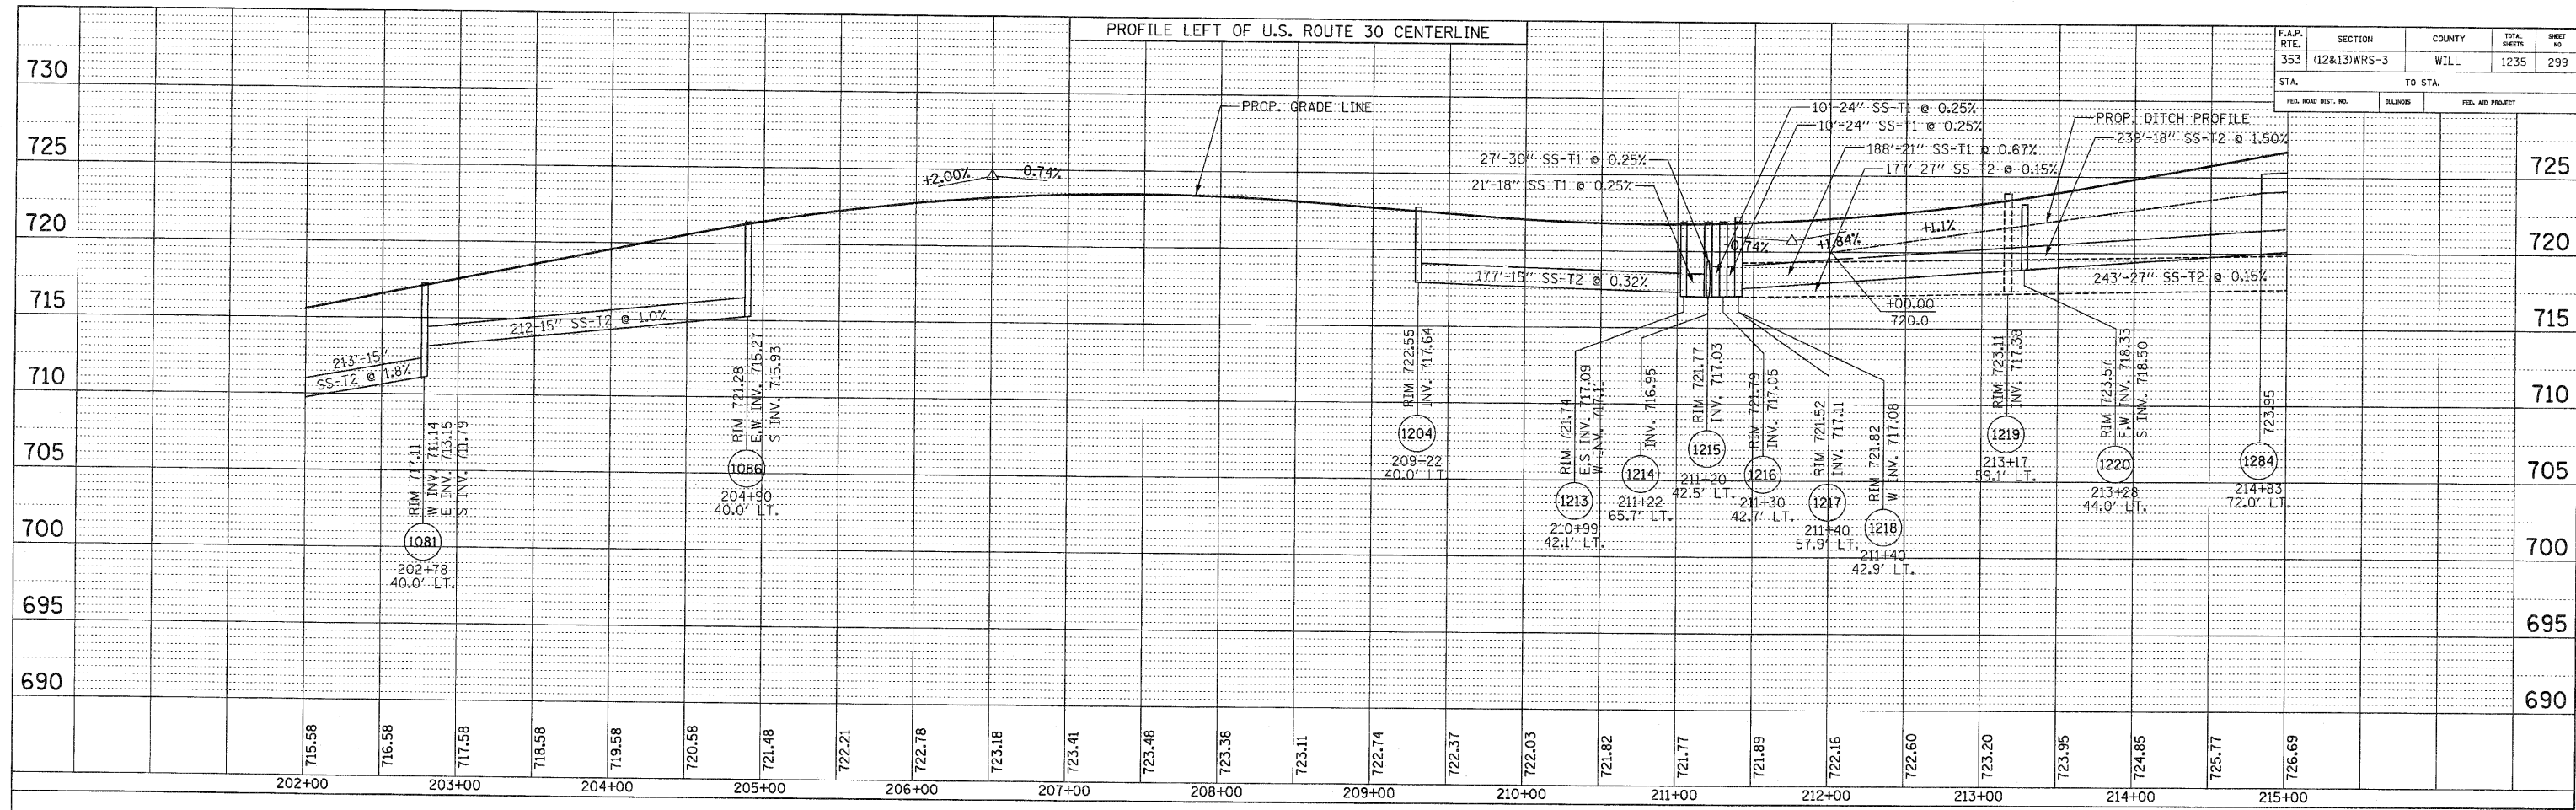 PROFILE LEFT OF U.S. ROUTE 30 CENTERLINE
F.A.P. RTE. SECTION COUNTY TOTAL SHEETS SHEET NO
353 (12&13)WRS-3 WILL 1235 299
STA. TO STA.
FED. ROAD DIST. NO. ILLINOIS FED. AID PROJECT
730
725
720
715
710
705
700
695
690
725
720
715
710
705
700
695
690
PROP. GRADE LINE
+2.00%
-0.74%
10'-24" SS-T1 @ 0.25%
10'-24" SS-T1 @ 0.25%
PROP. DITCH PROFILE
239'-18" SS-T2 @ 1.50%
188'-21" SS-T1 @ 0.67%
177'-27" SS-T2 @ 0.15%
27'-30" SS-T1 @ 0.25%
21'-18" SS-T1 @ 0.25%
-0.74%
+1.84%
+1.1%
177'-15" SS-T2 @ 0.32%
243'-27" SS-T2 @ 0.15%
+00.00
720.0
212-15" SS-T2 @ 1.0%
213'-15'
SS-T2 @ 1.8%
RIM 717.11
W INV. 711.14
E INV. 713.15
S INV. 711.79
1081
202+78
40.0' LT.
RIM 721.28
E,W INV. 715.27
S INV. 715.93
1086
204+90
40.0' LT.
RIM 722.55
INV. 717.64
1204
209+22
40.0' LT.
RIM 721.74
E,S INV. 717.09
W INV. 717.11
1213
210+99
42.1' LT.
INV. 716.95
1214
211+22
65.7' LT.
RIM 721.77
INV. 717.03
1215
211+20
42.5' LT.
RIM 721.79
INV. 717.05
1216
211+30
42.7' LT.
RIM 721.52
INV. 717.11
1217
211+40
57.9' LT.
RIM 721.82
W INV. 717.08
1218
211+40
42.9' LT.
RIM 723.11
INV. 717.38
1219
213+17
59.1' LT.
RIM 723.57
E,W INV. 718.33
S INV. 718.50
1220
213+28
44.0' LT.
723.95
1284
214+83
72.0' LT.
715.58
716.58
717.58
718.58
719.58
720.58
721.48
722.21
722.78
723.18
723.41
723.48
723.38
723.11
722.74
722.37
722.03
721.82
721.77
721.89
722.16
722.60
723.20
723.95
724.85
725.77
726.69
202+00
203+00
204+00
205+00
206+00
207+00
208+00
209+00
210+00
211+00
212+00
213+00
214+00
215+00